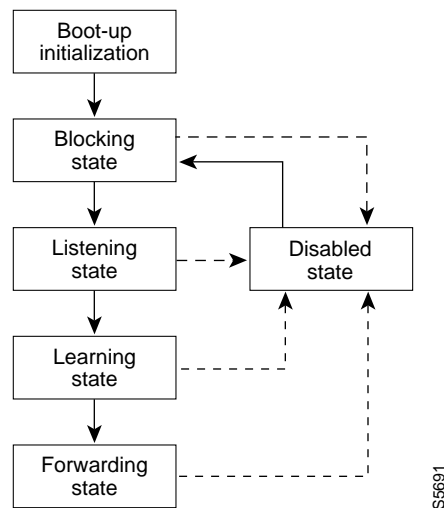 Boot-up
initialization
Blocking
state
Listening
state
Disabled
state
Learning
state
Forwarding
state
S5691